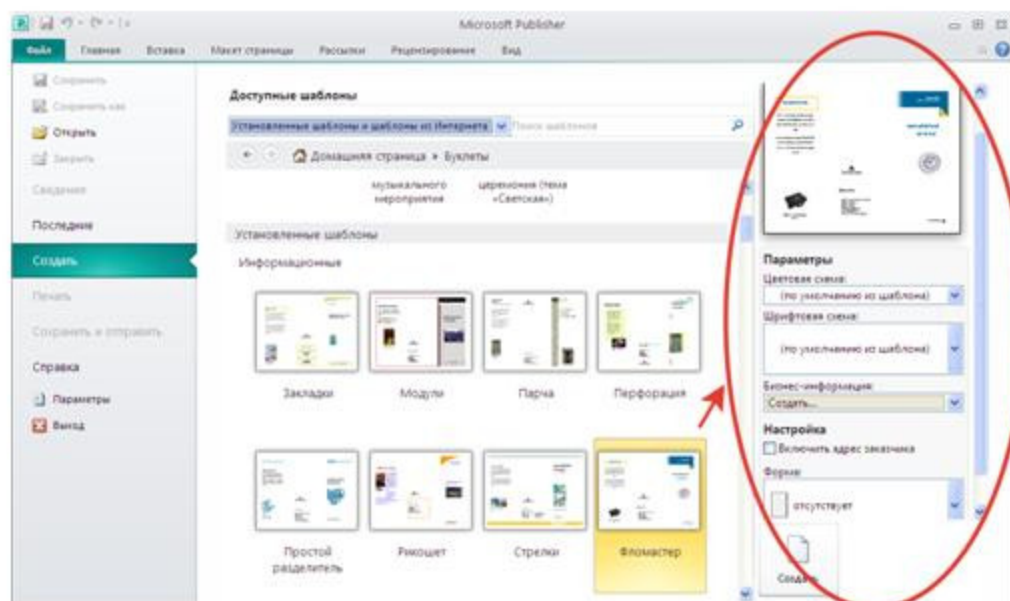 Microsoft Publisher
Файл Главная Вставка Макет страницы Рассылки Рецензирование Вид
Сохранить
Сохранить как
Открыть
Закрыть
Сведения
Последние
Создать
Печать
Сохранить и отправить
Справка
Параметры
Выход
Доступные шаблоны
Установленные шаблоны и шаблоны из Интернета Поиск шаблонов
Домашняя страница Буклеты
музыкального мероприятия
церемония (тема «Светская»)
Установленные шаблоны
Информационные
Закладки Модули Парча Перфорация
Простой разделитель Рикошет Стрелки Фломастер
Параметры
Цветовая схема:
(по умолчанию из шаблона)
Шрифтовая схема:
(по умолчанию из шаблона)
Бизнес-информация:
Создать...
Настройка
Включить адрес заказчика
Форма:
отсутствует
Создать